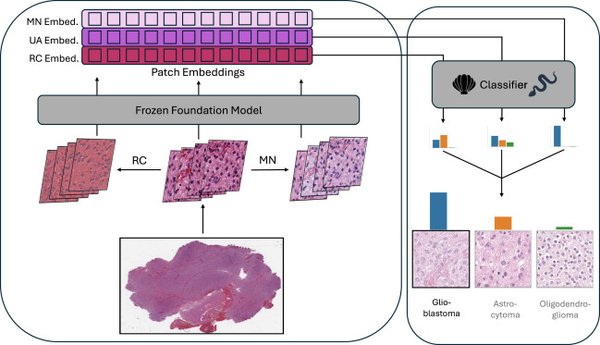 MN Embed.
UA Embed.
RC Embed.
Patch Embeddings
Frozen Foundation Model
RC
MN
Classifier
Glio-
blastoma
Astro-
cytoma
Oligodendro-
glioma